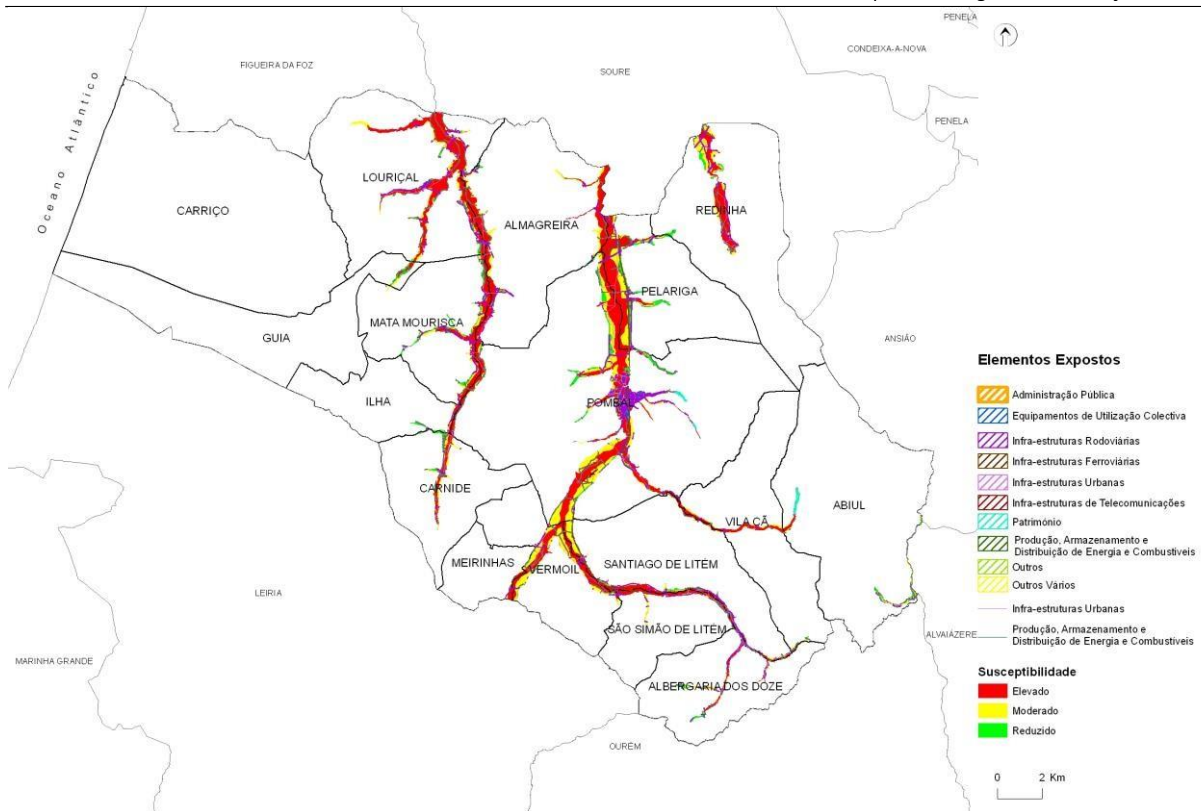 PENELA
CONDEIXA-A-NOVA
FIGUEIRA DA FOZ
SOURE
PENELA
Oceano Atlântico
LOURIÇAL
CARRIÇO
ALMAGREIRA
REDINHA
PELARIGA
MATA MOURISCA
GUIA
ANSIÃO
ILHA
POMBAL
CARNIDE
VILA CÃ
ABIUL
MEIRINHAS
VERMOIL
SANTIAGO DE LITÉM
LEIRIA
SÃO SIMÃO DE LITÉM
ALVAIÁZERE
MARINHA GRANDE
ALBERGARIA DOS DOZE
OURÉM
Elementos Expostos
Administração Pública
Equipamentos de Utilização Colectiva
Infra-estruturas Rodoviárias
Infra-estruturas Ferroviárias
Infra-estruturas Urbanas
Infra-estruturas de Telecomunicações
Património
Produção, Armazenamento e
Distribuição de Energia e Combustíveis
Outros
Outros Vários
Infra-estruturas Urbanas
Produção, Armazenamento e
Distribuição de Energia e Combustíveis
Susceptibilidade
Elevado
Moderado
Reduzido
0 2 Km